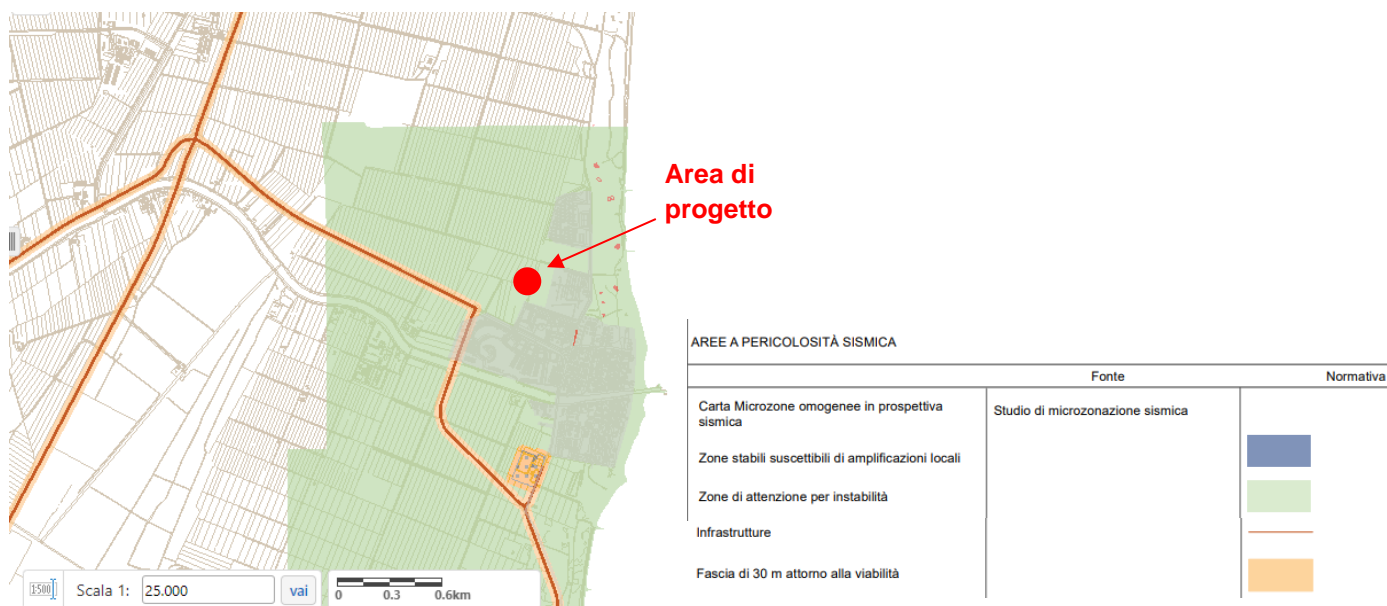 Area di
progetto
AREE A PERICOLOSITÀ SISMICA
Fonte Normativa
Carta Microzone omogenee in prospettiva
sismica
Studio di microzonazione sismica
Zone stabili suscettibili di amplificazioni locali
Zone di attenzione per instabilità
Infrastrutture
Fascia di 30 m attorno alla viabilità
1:500 Scala 1: 25.000 vai
0 0.3 0.6km